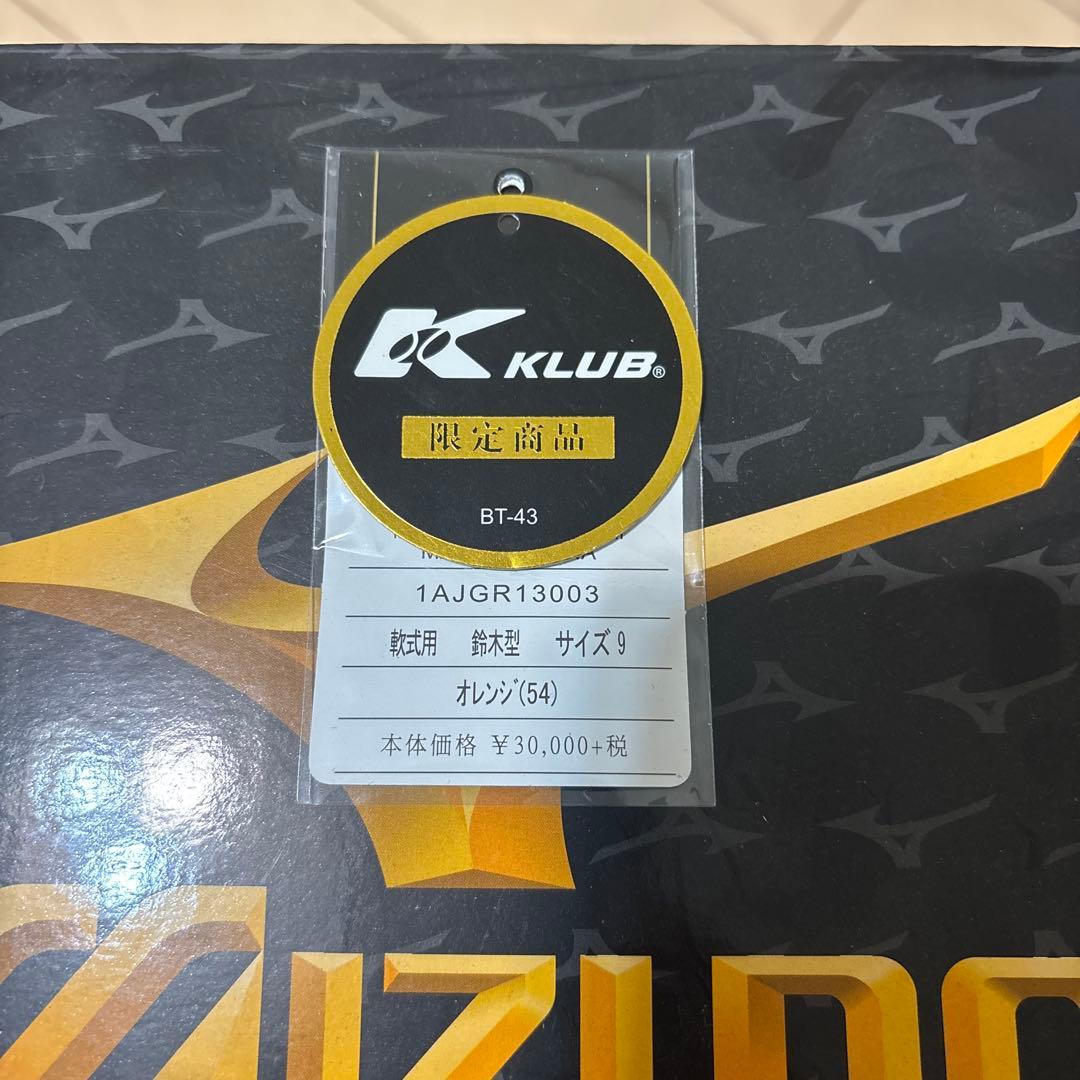 KLUB®
限定商品
BT-43
1AJGR13003
軟式用 鈴木型 サイズ9
オレンジ(54)
本体価格 ¥30,000+税